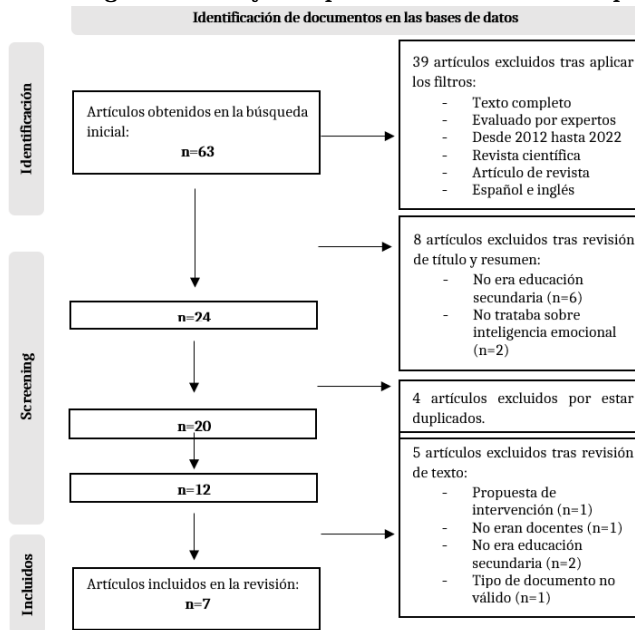 Identificación de documentos en las bases de datos
Identificación
Artículos obtenidos en la búsqueda
inicial:
n=63
39 artículos excluidos tras aplicar
los filtros:
- Texto completo
- Evaluado por expertos
- Desde 2012 hasta 2022
- Revista científica
- Artículo de revista
- Español e inglés
8 artículos excluidos tras revisión
de título y resumen:
- No era educación
secundaria (n=6)
- No trataba sobre
inteligencia emocional
(n=2)
Screening
n=24
4 artículos excluidos por estar
duplicados.
n=20
n=12
5 artículos excluidos tras revisión
de texto:
- Propuesta de
intervención (n=1)
- No eran docentes (n=1)
- No era educación
secundaria (n=2)
- Tipo de documento no
válido (n=1)
Incluidos
Artículos incluidos en la revisión:
n=7